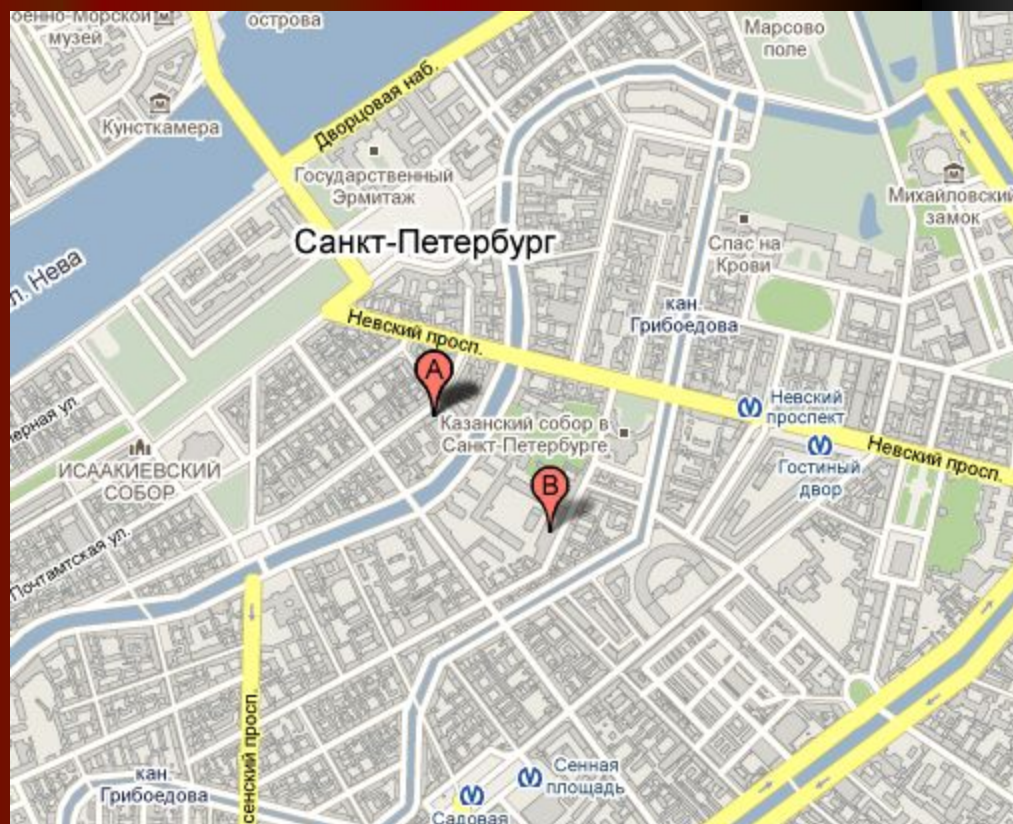 военно-Морской
музей
острова
Марсово
поле
Дворцовая наб.
Кунсткамера
Государственный
Эрмитаж
Михайловский
замок
Санкт-Петербург
Спас на
Крови
Нева
кан.
Грибоедова
Невский просп.
A
Невский
проспект
Казанский собор в
Санкт-Петербурге
Невский просп.
Гостиный
двор
ИСААКИЕВСКИЙ
СОБОР
B
Почтамтская ул.
кан.
Грибоедова
Сенная
площадь
Садовая